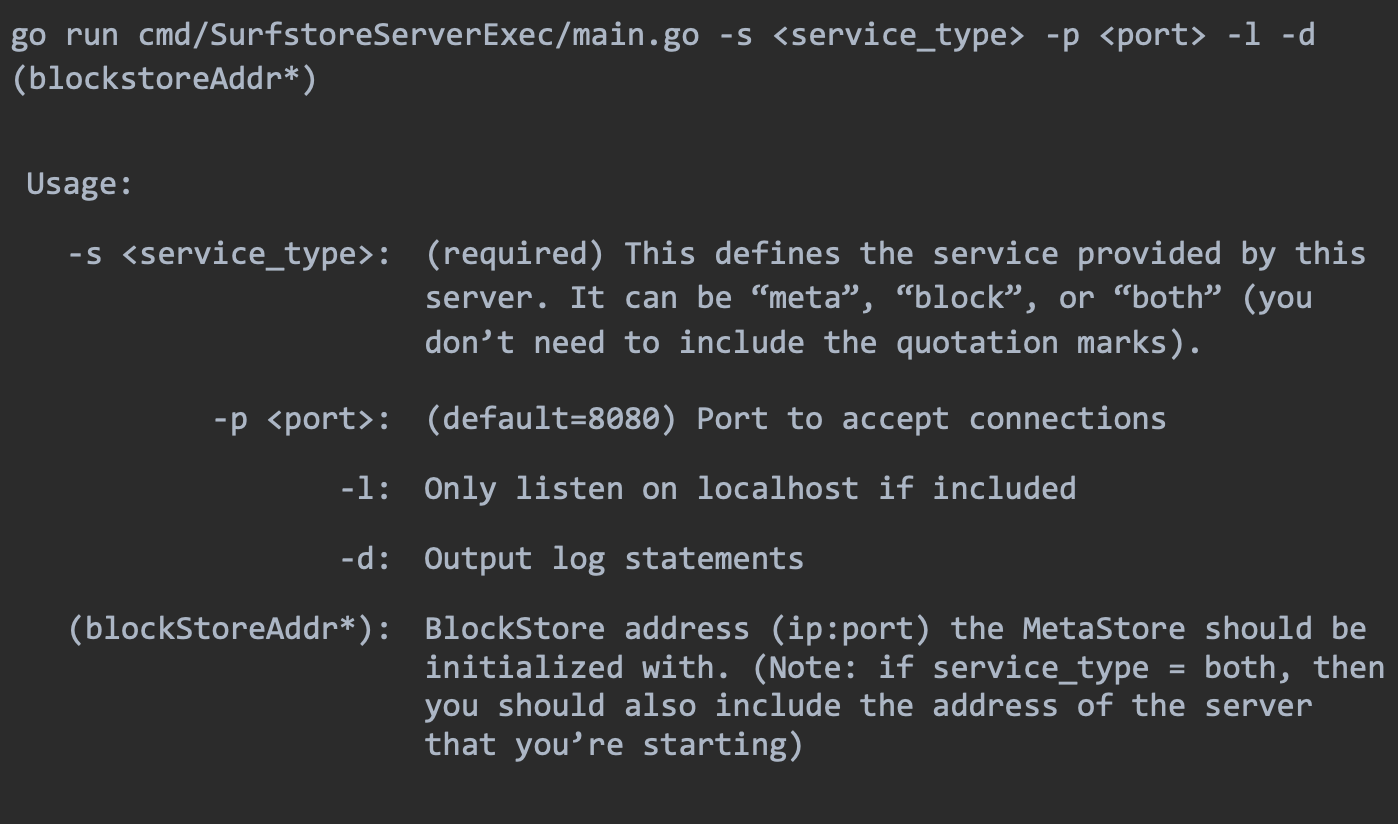 go run cmd/SurfstoreServerExec/main.go -s <service_type> -p <port> -l -d
(blockstoreAddr*)
Usage:
-s <service_type>: (required) This defines the service provided by this
server. It can be “meta”, “block”, or “both” (you
don’t need to include the quotation marks).
-p <port>: (default=8080) Port to accept connections
-l: Only listen on localhost if included
-d: Output log statements
(blockStoreAddr*): BlockStore address (ip:port) the MetaStore should be
initialized with. (Note: if service_type = both, then
you should also include the address of the server
that you’re starting)